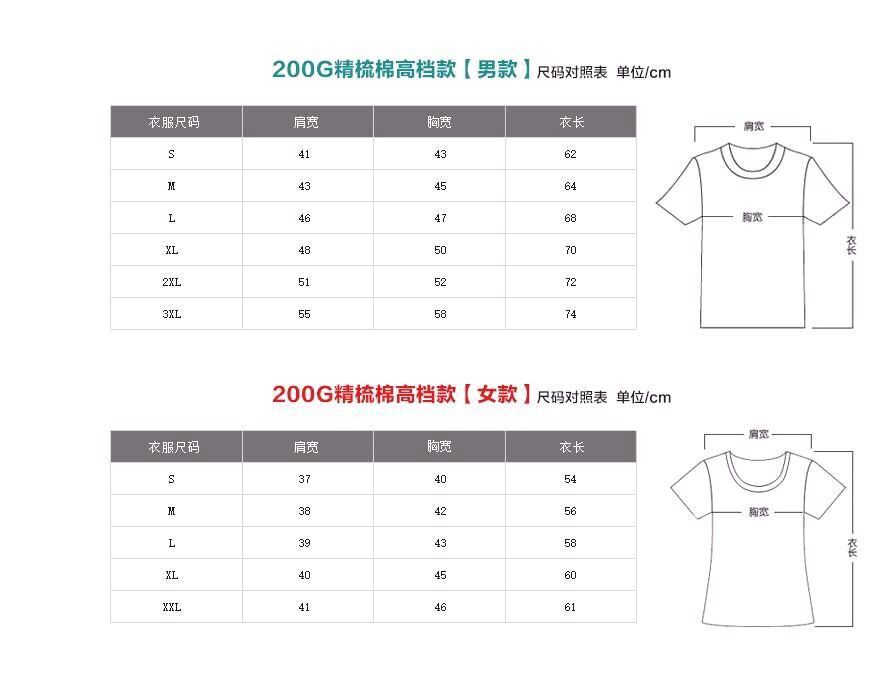 200G精梳棉高档款【男款】尺码对照表 单位/cm
衣服尺码 肩宽 胸宽 衣长
S 41 43 62
M 43 45 64
L 46 47 68
XL 48 50 70
2XL 51 52 72
3XL 55 58 74
肩宽
胸宽
衣长
200G精梳棉高档款【女款】尺码对照表 单位/cm
衣服尺码 肩宽 胸宽 衣长
S 37 40 54
M 38 42 56
L 39 43 58
XL 40 45 60
XXL 41 46 61
肩宽
胸宽
衣长